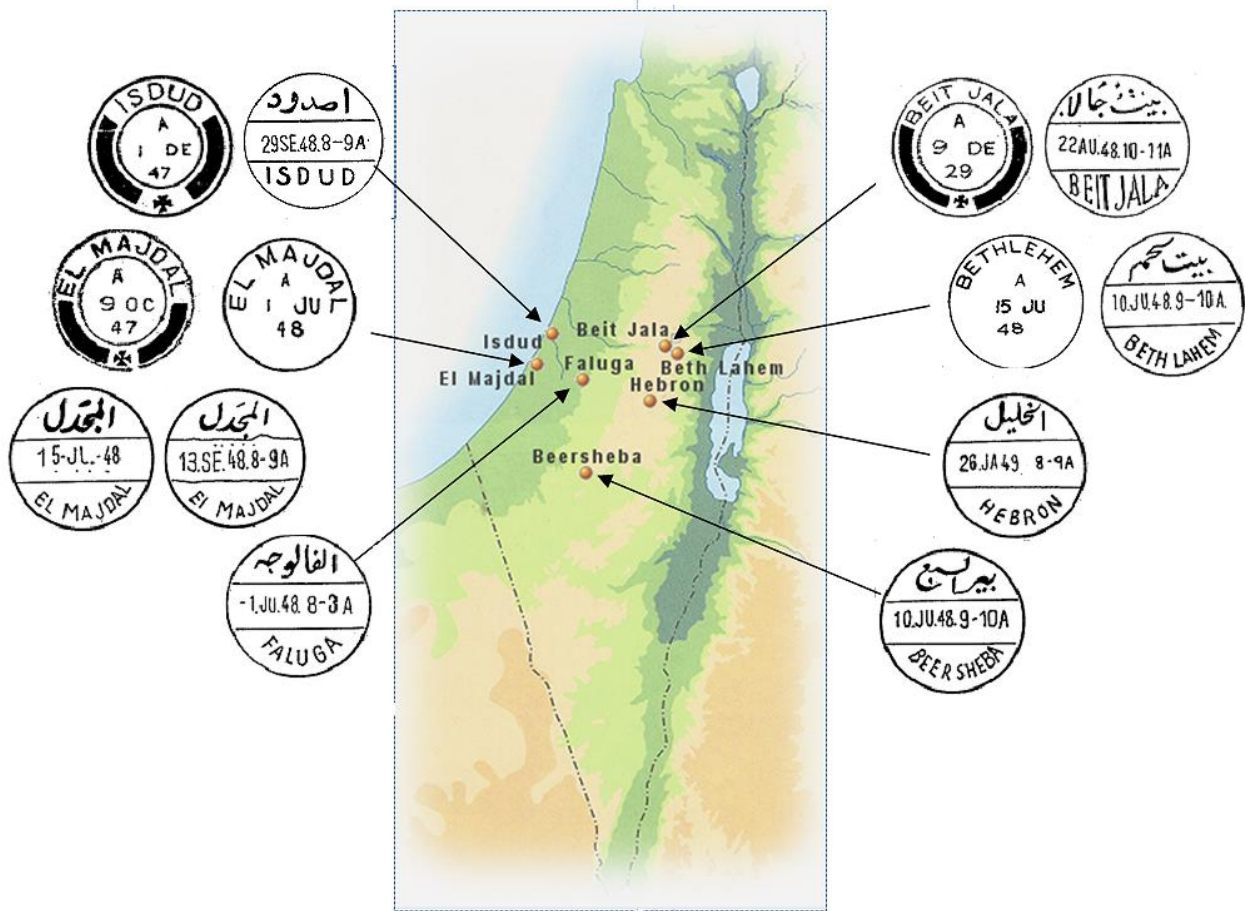 ISDUD
A
1 DE
47
اسدود
29SE.48.8-9A
ISDUD
EL MAJDAL
A
9 OC
47
EL MAJDAL
A
1 JU
48
المجدل
15-JL.-48
EL MAJDAL
المجدل
13.SE.48.8-9A
El MAJDAL
الفالوجه
-1.JU.48.8-3A
FALUGA
BEIT JALA
A
9 DE
29
بيت جالا
22AU.48.10-11A
BEIT JALA
BETHLEHEM
A
15 JU
48
بيت لحم
10.JU.48.9-10A
BETH LAHEM
الخليل
26.JA49 8-9A
HEBRON
بير السبع
10.JU.48.9-10A
BEER SHEBA
Isdud
El Majdal
Faluga
Beit Jala
Beth Lahem
Hebron
Beersheba